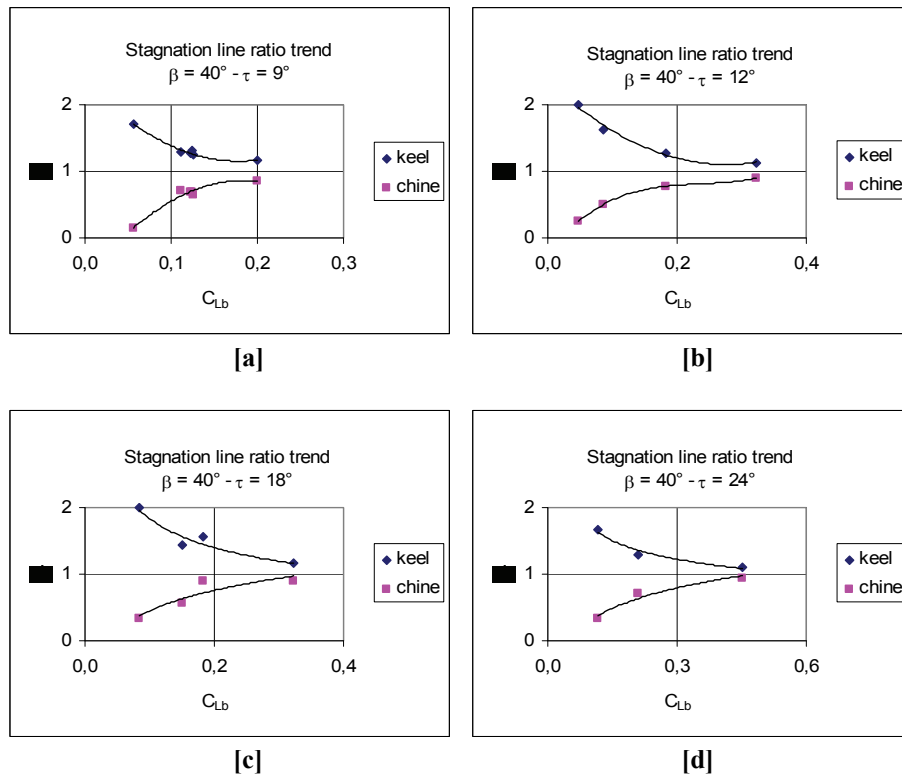 Stagnation line ratio trend
β = 40° - τ = 9°
2
1
0
0,0 0,1 0,2 0,3
C_Lb
keel
chine
[a]
Stagnation line ratio trend
β = 40° - τ = 12°
2
1
0
0,0 0,2 0,4
C_Lb
keel
chine
[b]
Stagnation line ratio trend
β = 40° - τ = 18°
2
1
0
0,0 0,2 0,4
C_Lb
keel
chine
[c]
Stagnation line ratio trend
β = 40° - τ = 24°
2
1
0
0,0 0,3 0,6
C_Lb
keel
chine
[d]